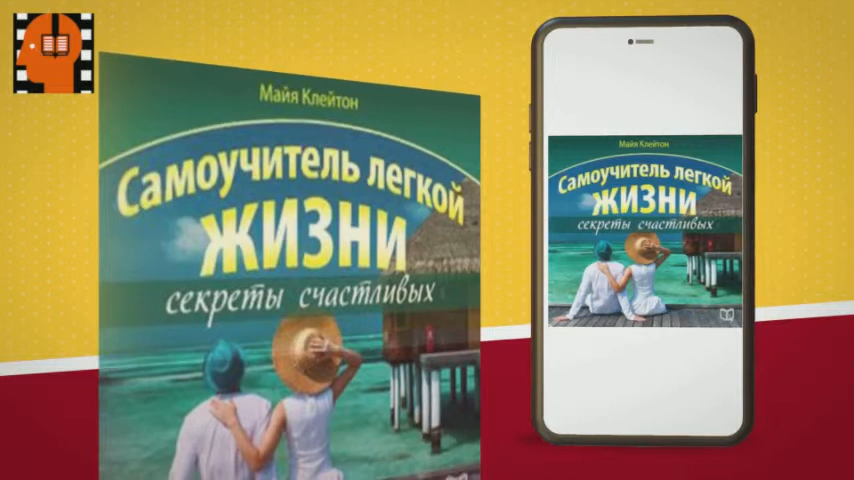 Майя Клейтон
Самоучитель легкой
жизни
секреты счастливых
Майя Клейтон
Самоучитель легкой
жизни
секреты счастливых